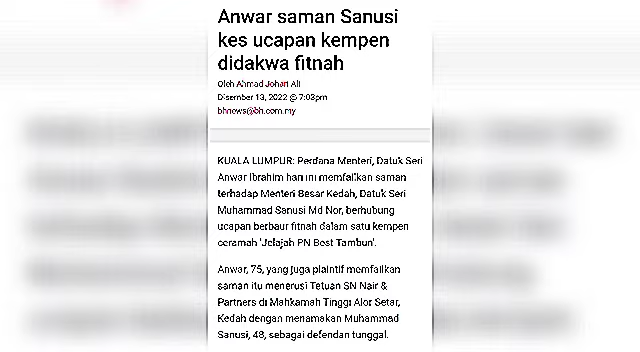 Anwar saman Sanusi
kes ucapan kempen
didakwa fitnah
Oleh Ahmad Johari Ali
Disember 13, 2022 @ 7:03pm
bhnews@bh.com.my
KUALA LUMPUR: Perdana Menteri, Datuk Seri
Anwar Ibrahim hari ini memfailkan saman
terhadap Menteri Besar Kedah, Datuk Seri
Muhammad Sanusi Md Nor, berhubung
ucapan berbaur fitnah dalam satu kempen
ceramah 'Jelajah PN Best Tambun'.
Anwar, 75, yang juga plaintif memfailkan
saman itu menerusi Tetuan SN Nair &
Partners di Mahkamah Tinggi Alor Setar,
Kedah dengan menamakan Muhammad
Sanusi, 48, sebagai defendan tunggal.